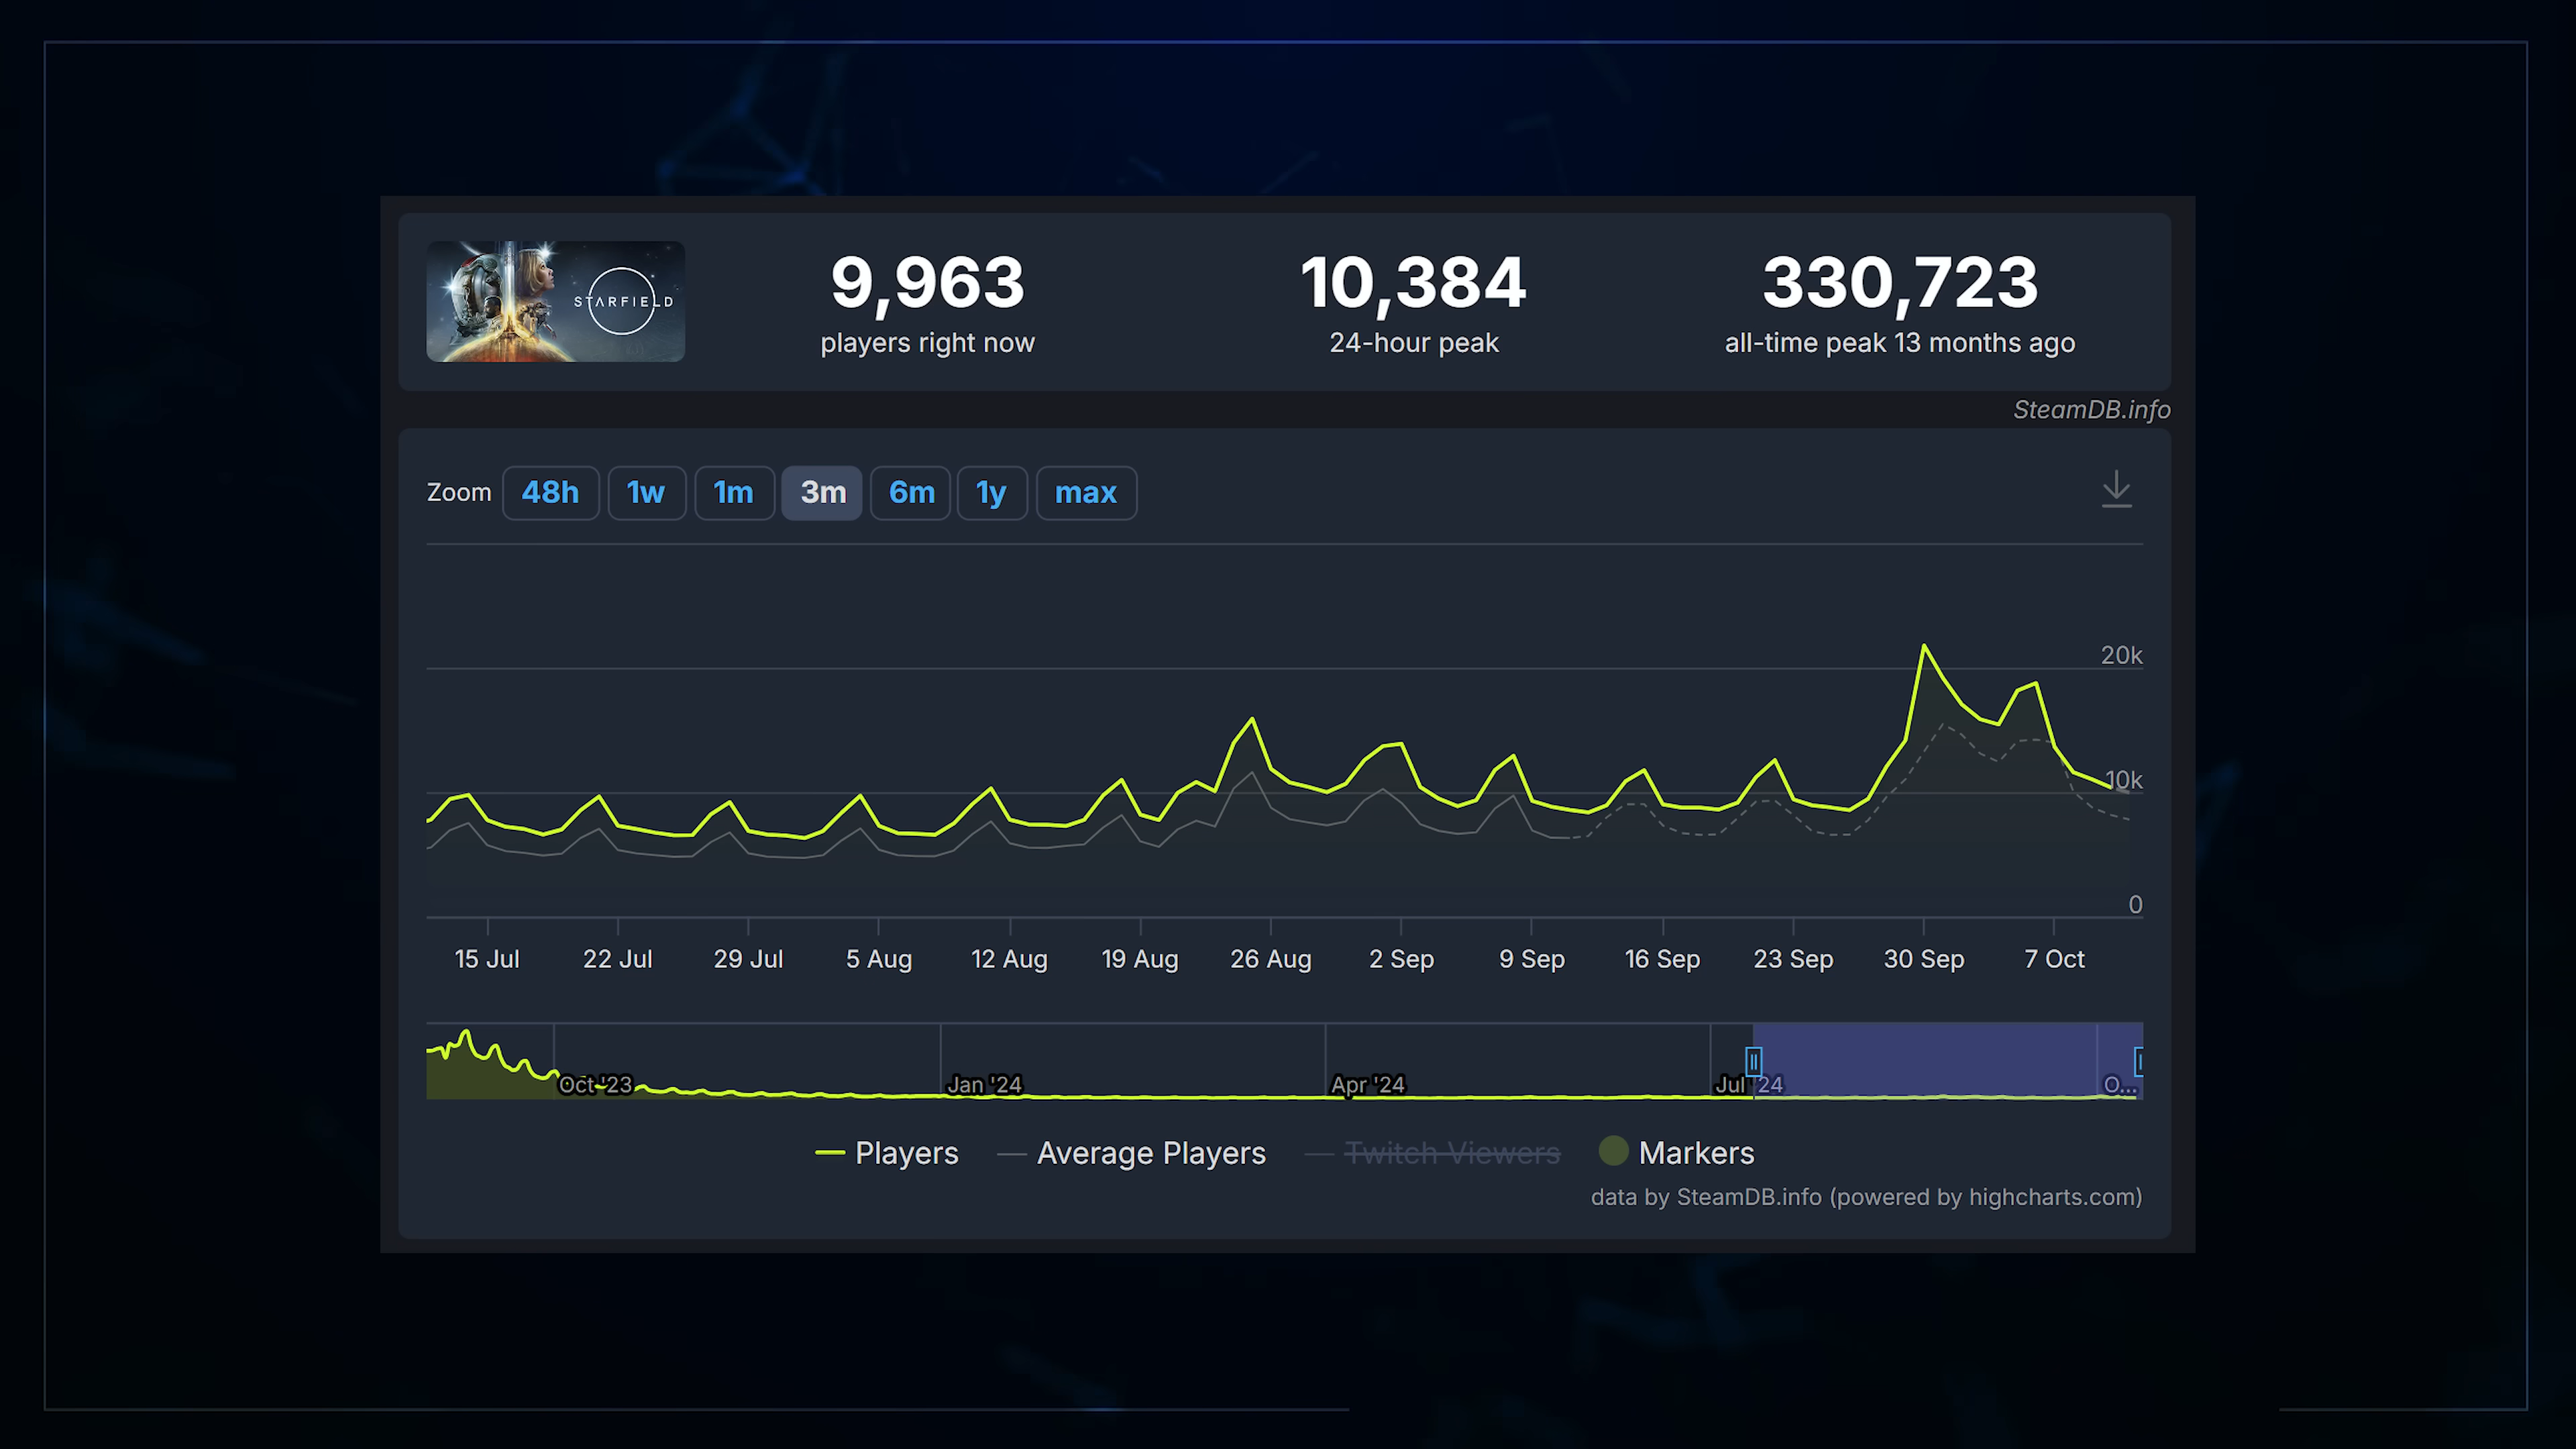 STARFIELD
9,963
players right now
10,384
24-hour peak
330,723
all-time peak 13 months ago
SteamDB.info
Zoom 48h 1w 1m 3m 6m 1y max
20k
10k
0
15 Jul 22 Jul 29 Jul 5 Aug 12 Aug 19 Aug 26 Aug 2 Sep 9 Sep 16 Sep 23 Sep 30 Sep 7 Oct
Oct '23 Jan '24 Apr '24 Jul '24 O...
Players Average Players Twitch Viewers Markers
data by SteamDB.info (powered by highcharts.com)